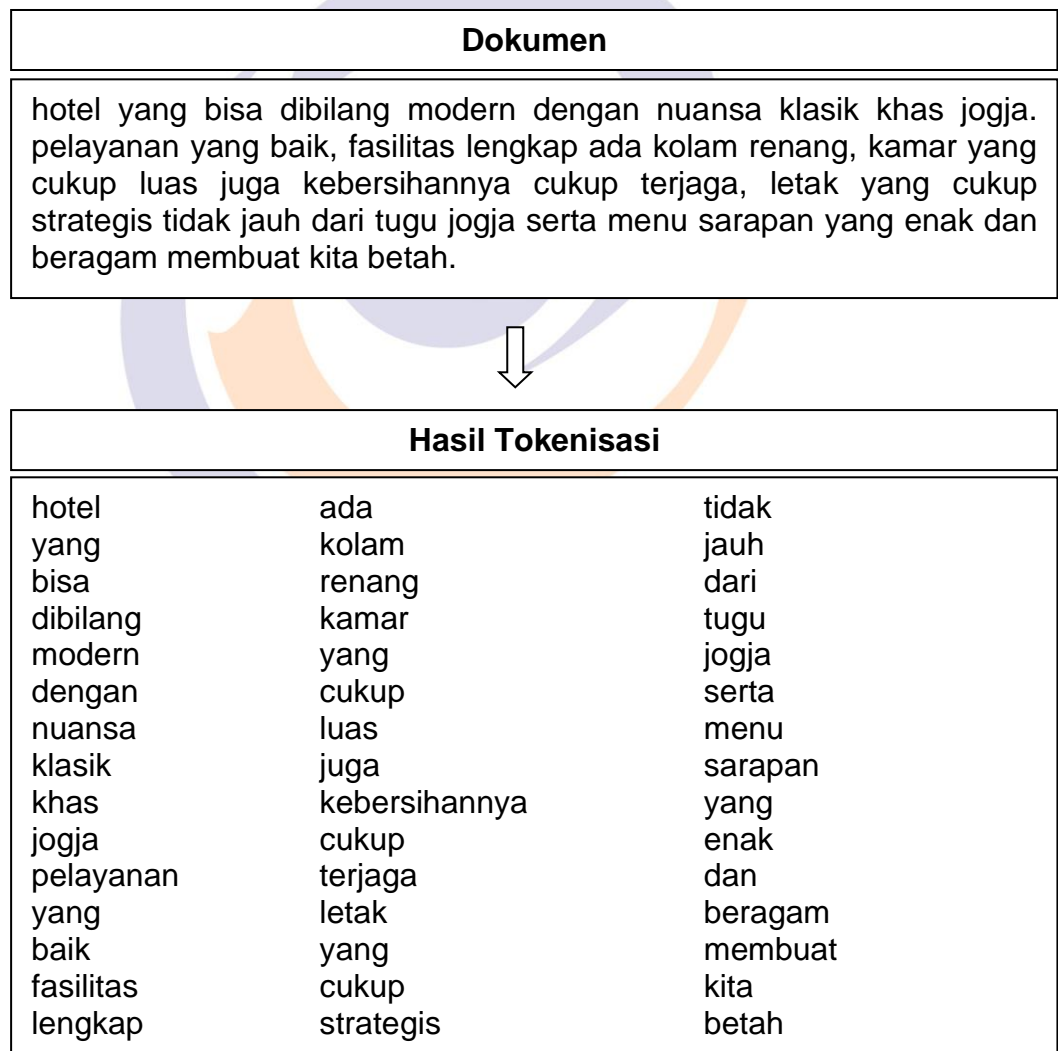 Dokumen
hotel yang bisa dibilang modern dengan nuansa klasik khas jogja.
pelayanan yang baik, fasilitas lengkap ada kolam renang, kamar yang
cukup luas juga kebersihannya cukup terjaga, letak yang cukup
strategis tidak jauh dari tugu jogja serta menu sarapan yang enak dan
beragam membuat kita betah.
Hasil Tokenisasi
hotel
yang
bisa
dibilang
modern
dengan
nuansa
klasik
khas
jogja
pelayanan
yang
baik
fasilitas
lengkap
ada
kolam
renang
kamar
yang
cukup
luas
juga
kebersihannya
cukup
terjaga
letak
yang
cukup
strategis
tidak
jauh
dari
tugu
jogja
serta
menu
sarapan
yang
enak
dan
beragam
membuat
kita
betah